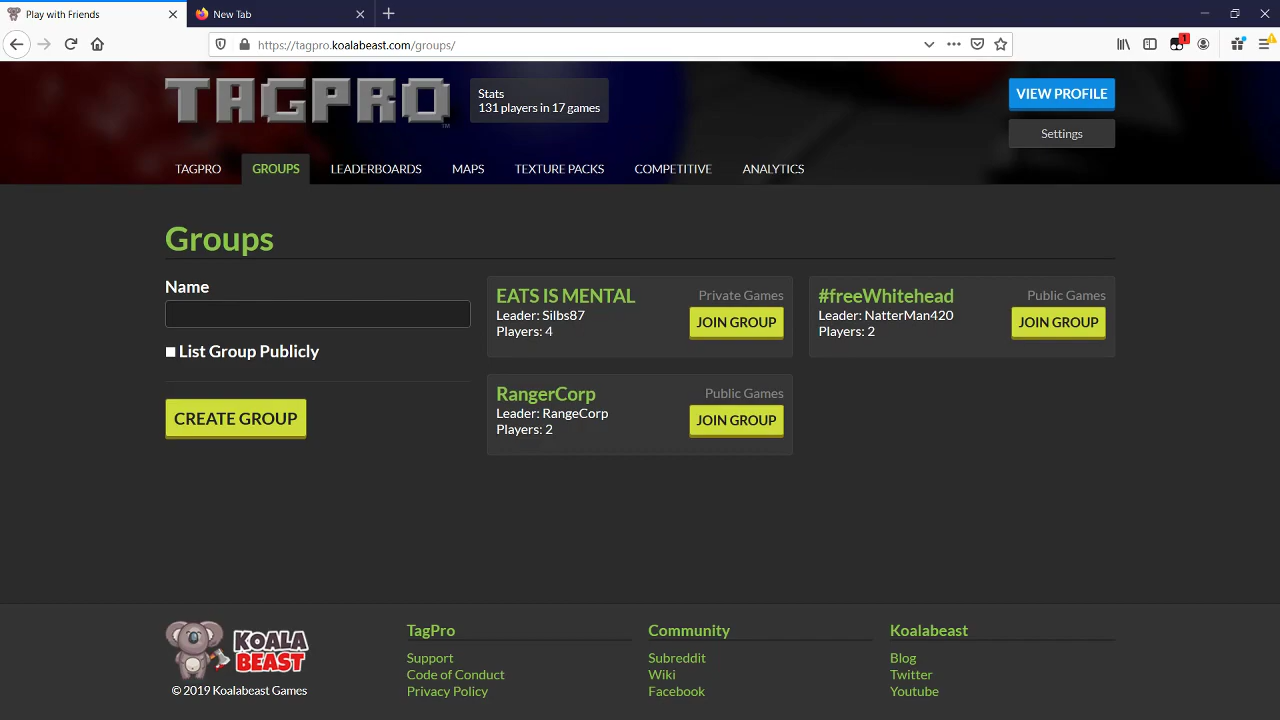 Play with Friends
New Tab
https://tagpro.koalabeast.com/groups/
1
TAGPRO
TM
Stats
131 players in 17 games
VIEW PROFILE
Settings
TAGPRO GROUPS LEADERBOARDS MAPS TEXTURE PACKS COMPETITIVE ANALYTICS
Groups
Name
List Group Publicly
CREATE GROUP
EATS IS MENTAL
Private Games
Leader: Silbs87
Players: 4
JOIN GROUP
#freeWhitehead
Public Games
Leader: NatterMan420
Players: 2
JOIN GROUP
RangerCorp
Public Games
Leader: RangeCorp
Players: 2
JOIN GROUP
KOALA
BEAST
© 2019 Koalabeast Games
TagPro
Support
Code of Conduct
Privacy Policy
Community
Subreddit
Wiki
Facebook
Koalabeast
Blog
Twitter
Youtube